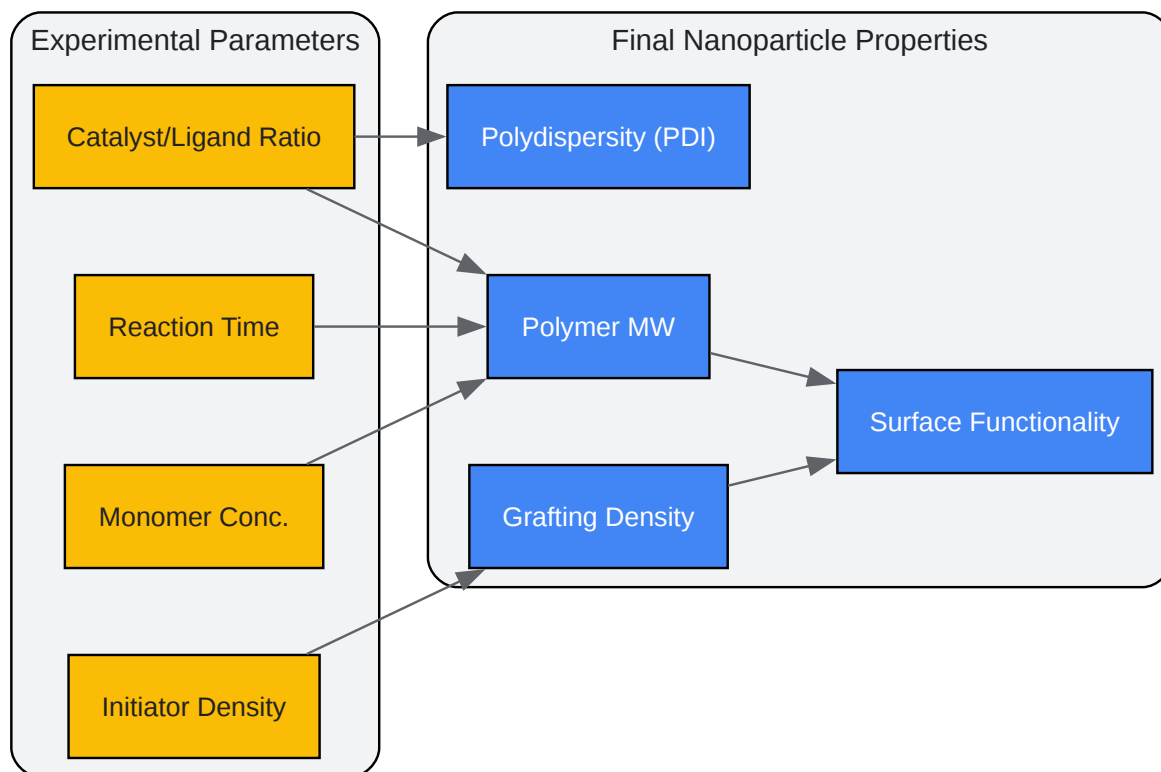 Experimental Parameters
Final Nanoparticle Properties
Catalyst/Ligand Ratio
Polydispersity (PDI)
Reaction Time
Polymer MW
Surface Functionality
Monomer Conc.
Grafting Density
Initiator Density